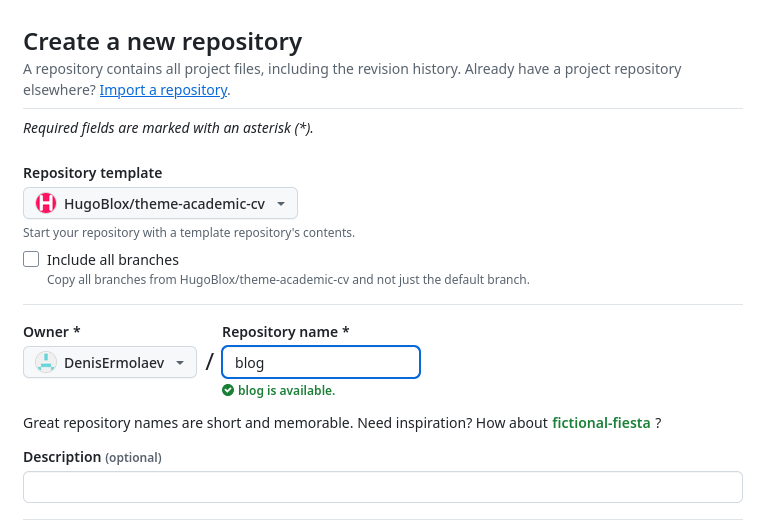 Create a new repository
A repository contains all project files, including the revision history. Already have a project repository
elsewhere? Import a repository.
Required fields are marked with an asterisk (*).
Repository template
HugoBlox/theme-academic-cv
Start your repository with a template repository's contents.
Include all branches
Copy all branches from HugoBlox/theme-academic-cv and not just the default branch.
Owner * Repository name *
DenisErmolaev / blog
blog is available.
Great repository names are short and memorable. Need inspiration? How about fictional-fiesta ?
Description (optional)